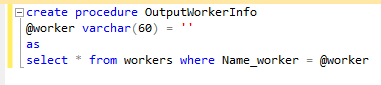 create procedure OutputWorkerInfo
@worker varchar(60) = ''
as
select * from workers where Name_worker = @worker